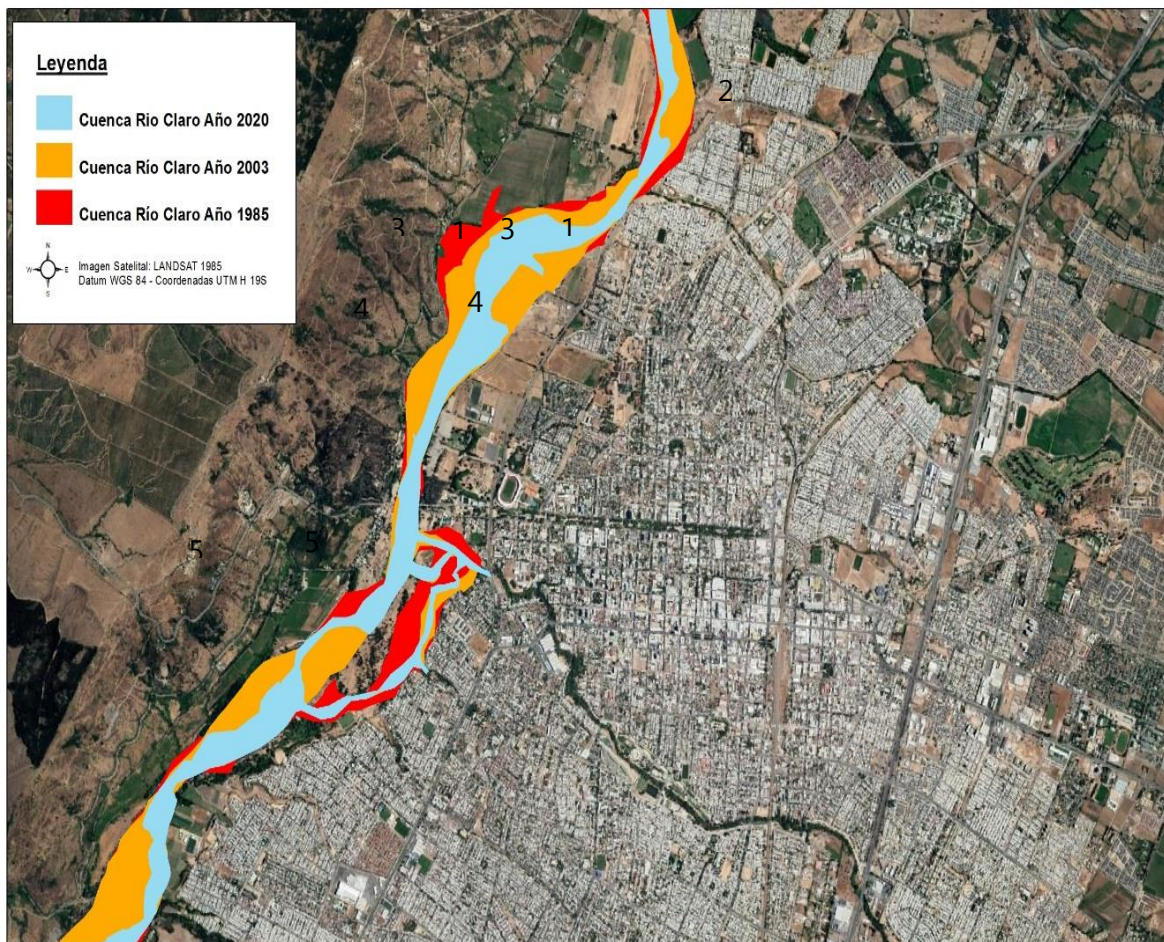 Leyenda
Cuenca Rio Claro Año 2020
Cuenca Río Claro Año 2003
Cuenca Río Claro Año 1985
N
W E
S
Imagen Satelital: LANDSAT 1985
Datum WGS 84 - Coordenadas UTM H 19S
2
3 1 3 1
4 4
5 5